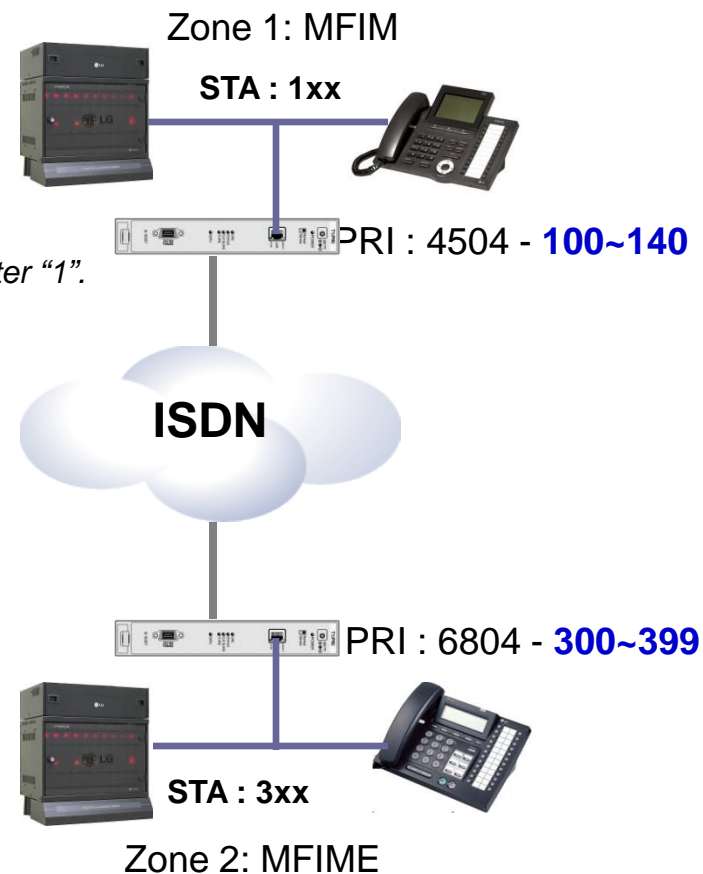 Zone 1: MFIM
STA : 1xx
PRI : 4504 - 100~140
ter “1”.
ISDN
PRI : 6804 - 300~399
STA : 3xx
Zone 2: MFIME